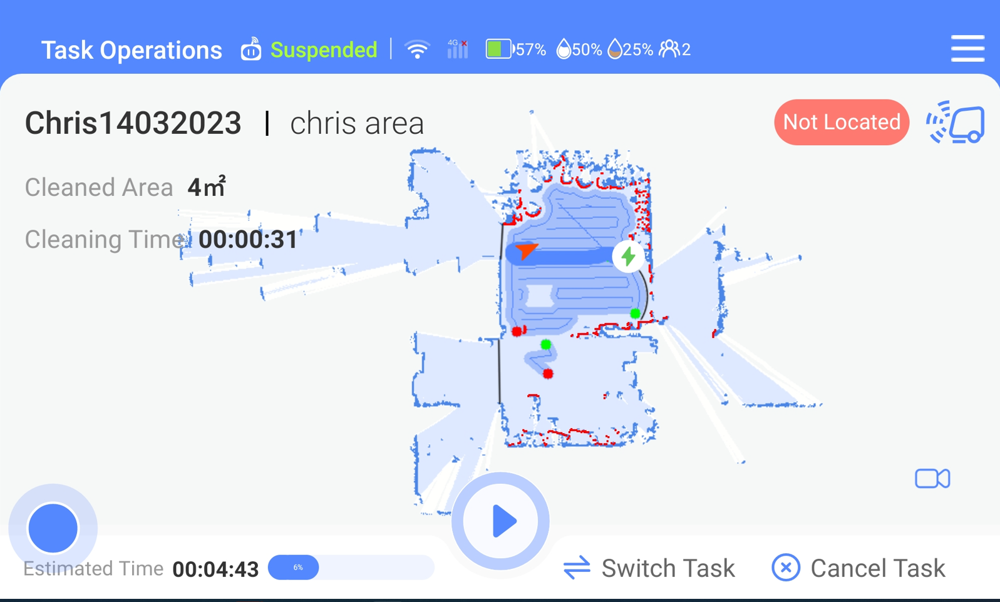 Task Operations Suspended 4G 57% 50% 25% 2
Chris14032023 | chris area Not Located
Cleaned Area 4㎡
Cleaning Time 00:00:31
Estimated Time 00:04:43 6% Switch Task Cancel Task